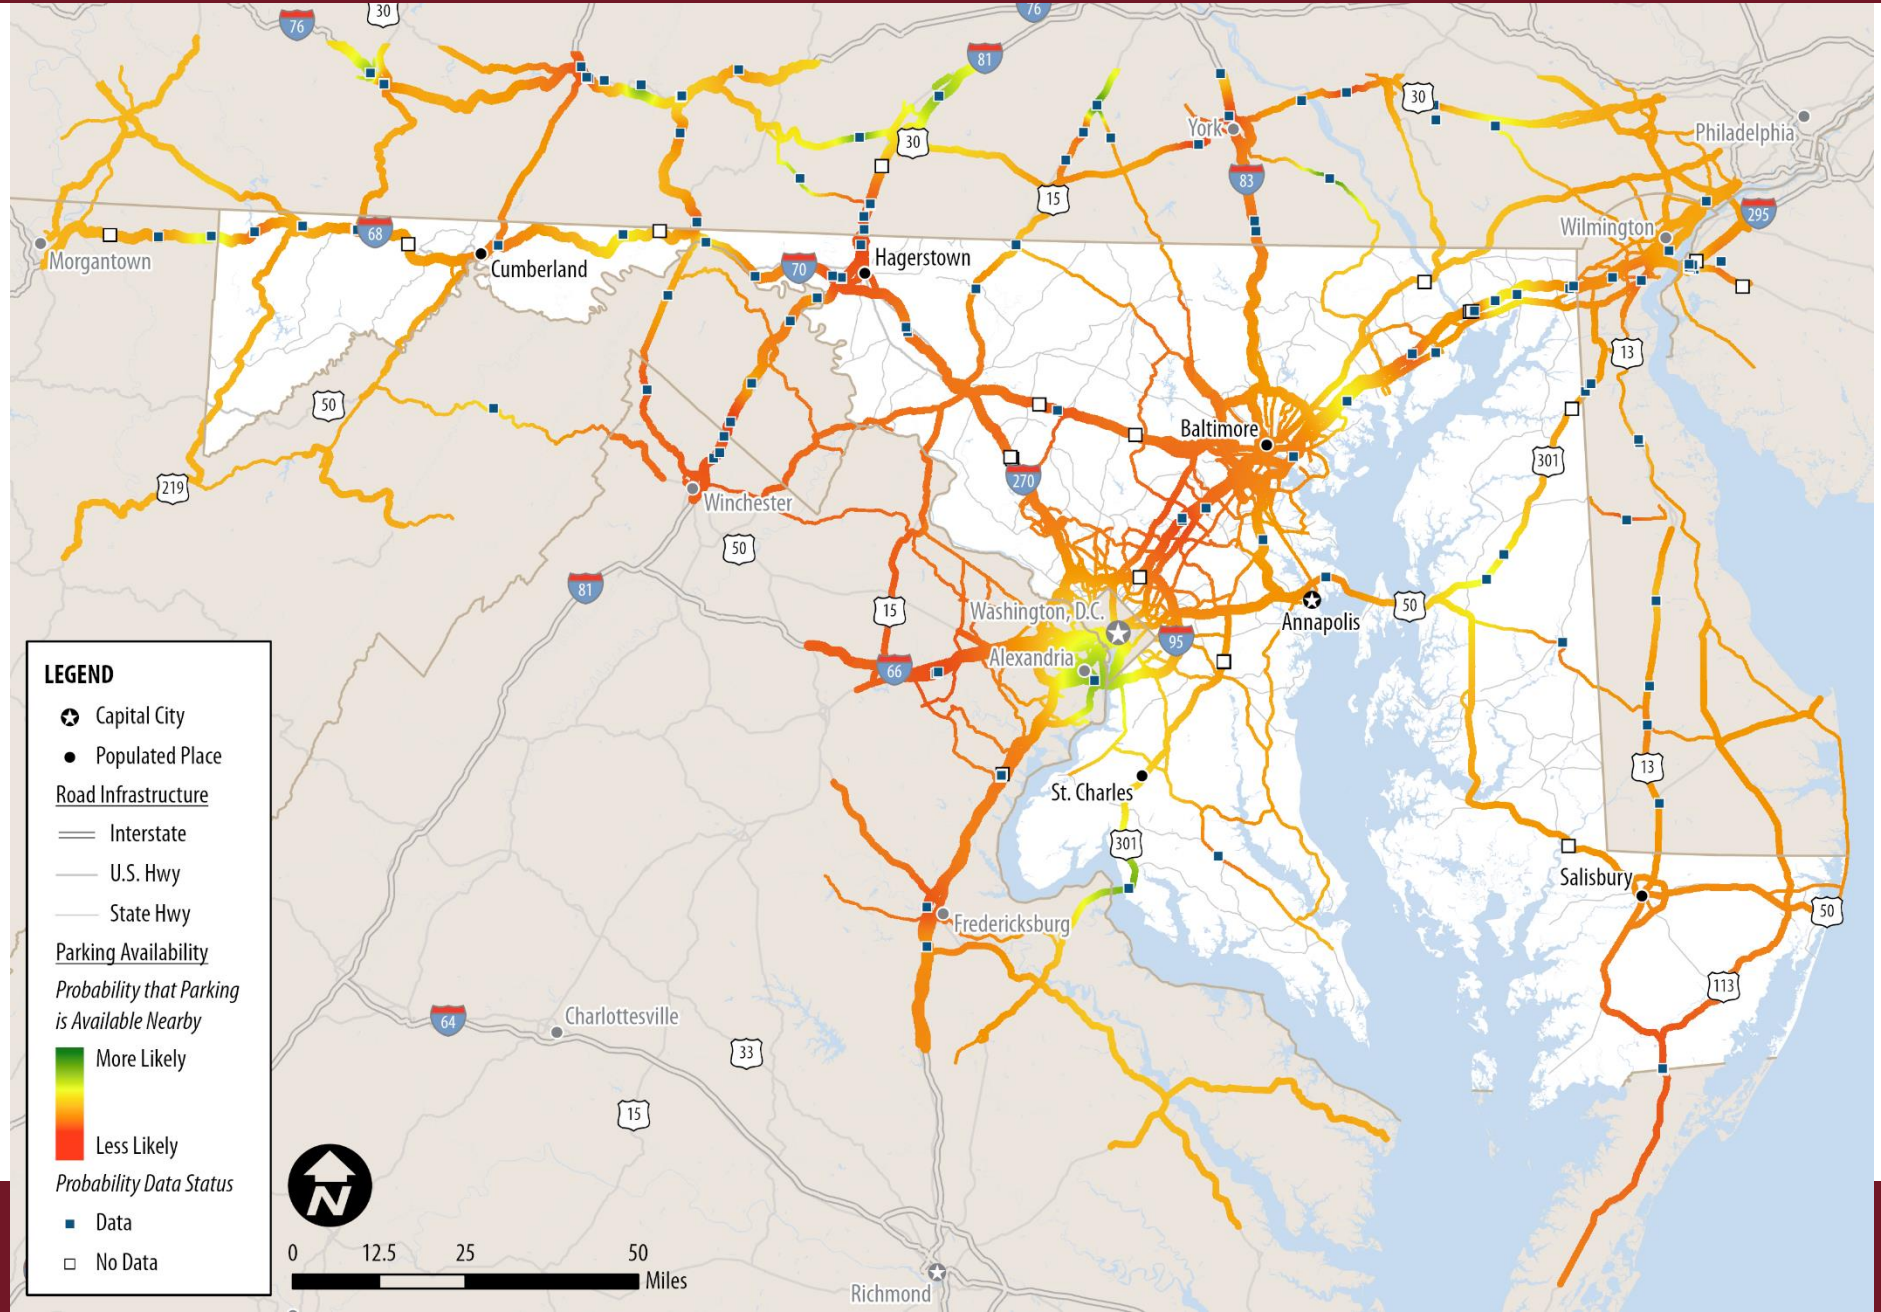 30
76
76
81
30
30
York
Philadelphia
83
15
295
Wilmington
68
Morgantown
Cumberland
70
Hagerstown
13
50
Baltimore
301
219
270
Winchester
50
81
15
Washington, D.C.
50
Annapolis
95
Alexandria
66
13
St. Charles
301
Salisbury
50
Fredericksburg
113
64
Charlottesville
33
15
Richmond
LEGEND
Capital City
Populated Place
Road Infrastructure
Interstate
U.S. Hwy
State Hwy
Parking Availability
Probability that Parking
is Available Nearby
More Likely
Less Likely
Probability Data Status
Data
No Data
N
0 12.5 25 50
Miles